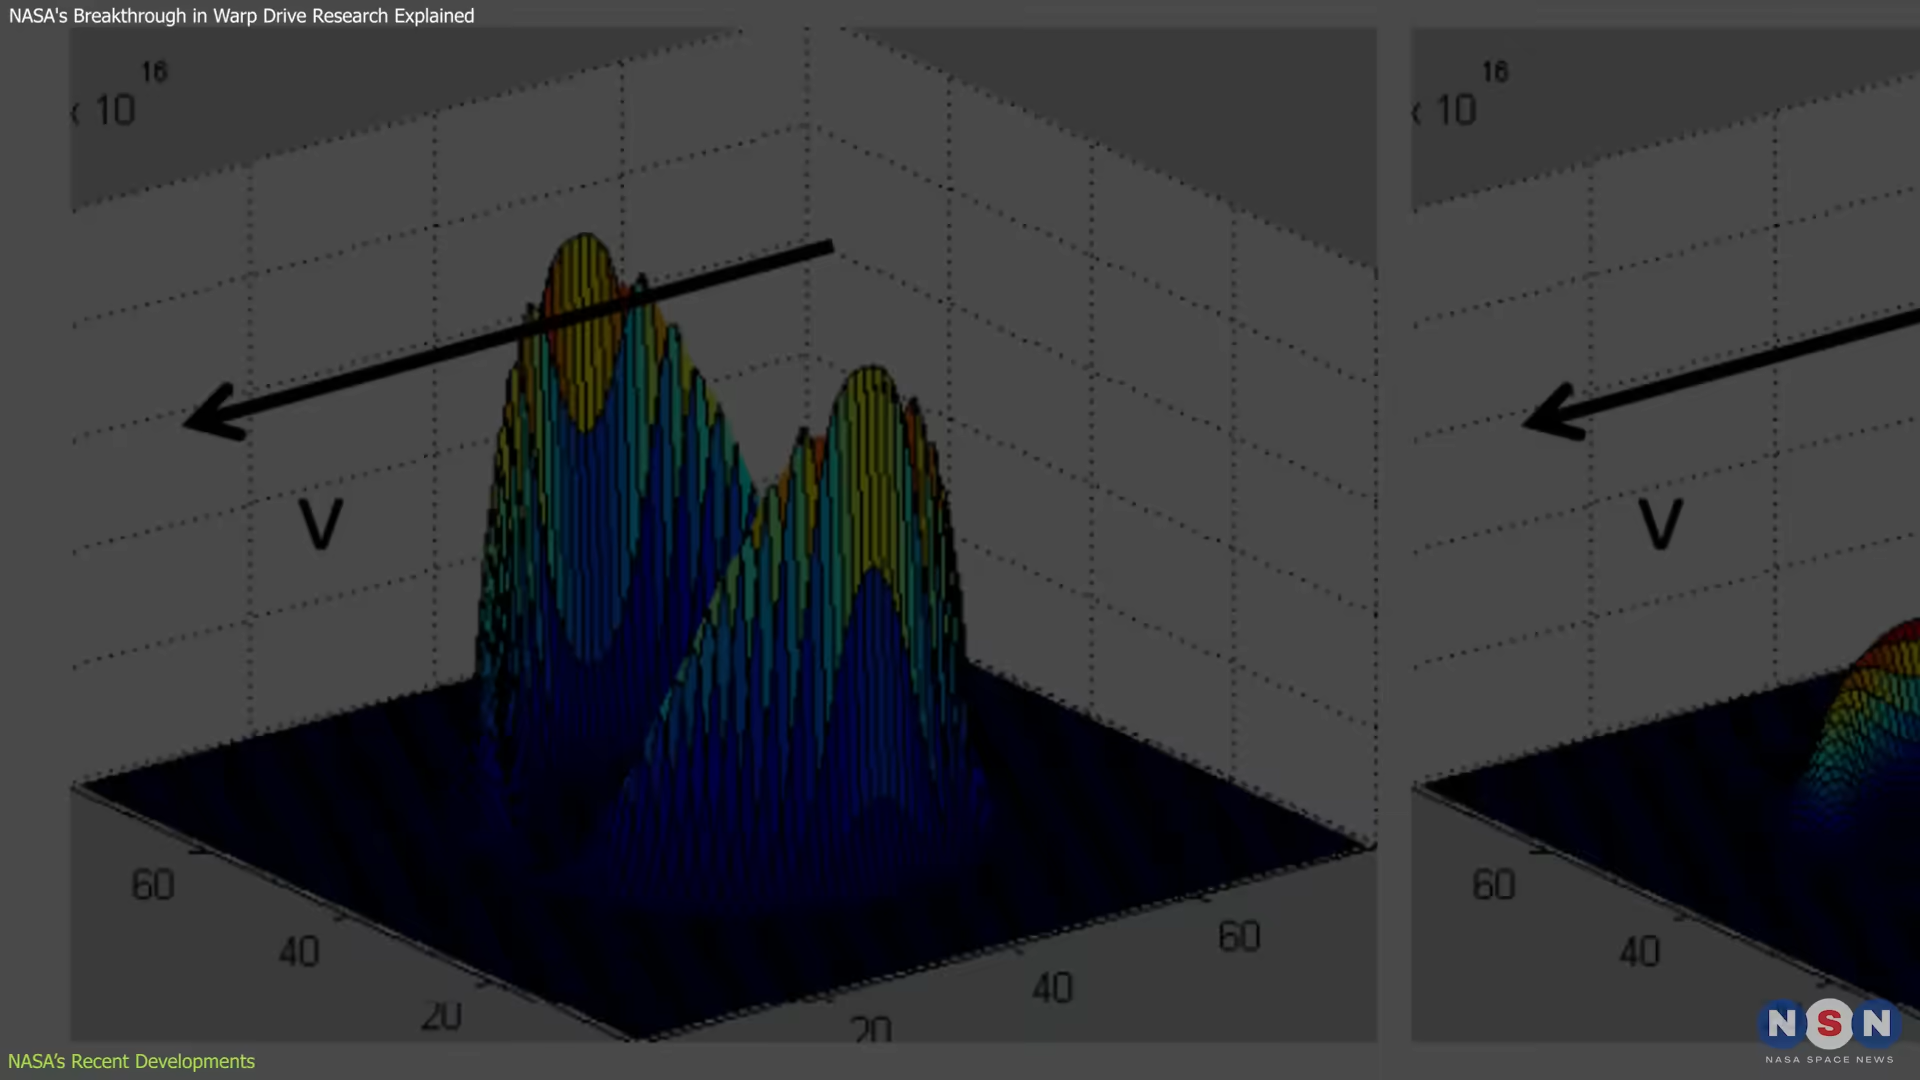 NASA's Breakthrough in Warp Drive Research Explained
16
x 10
V
60
40
20
20
40
60
16
x 10
V
60
40
NSN
NASA SPACE NEWS
NASA’s Recent Developments